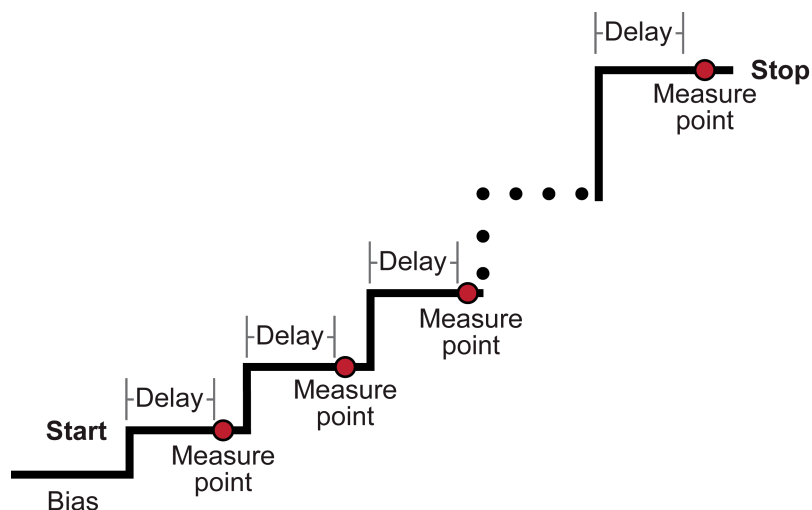 Delay
Stop
Measure
point
Delay
Measure
point
Delay
Measure
point
Delay
Start
Measure
point
Bias